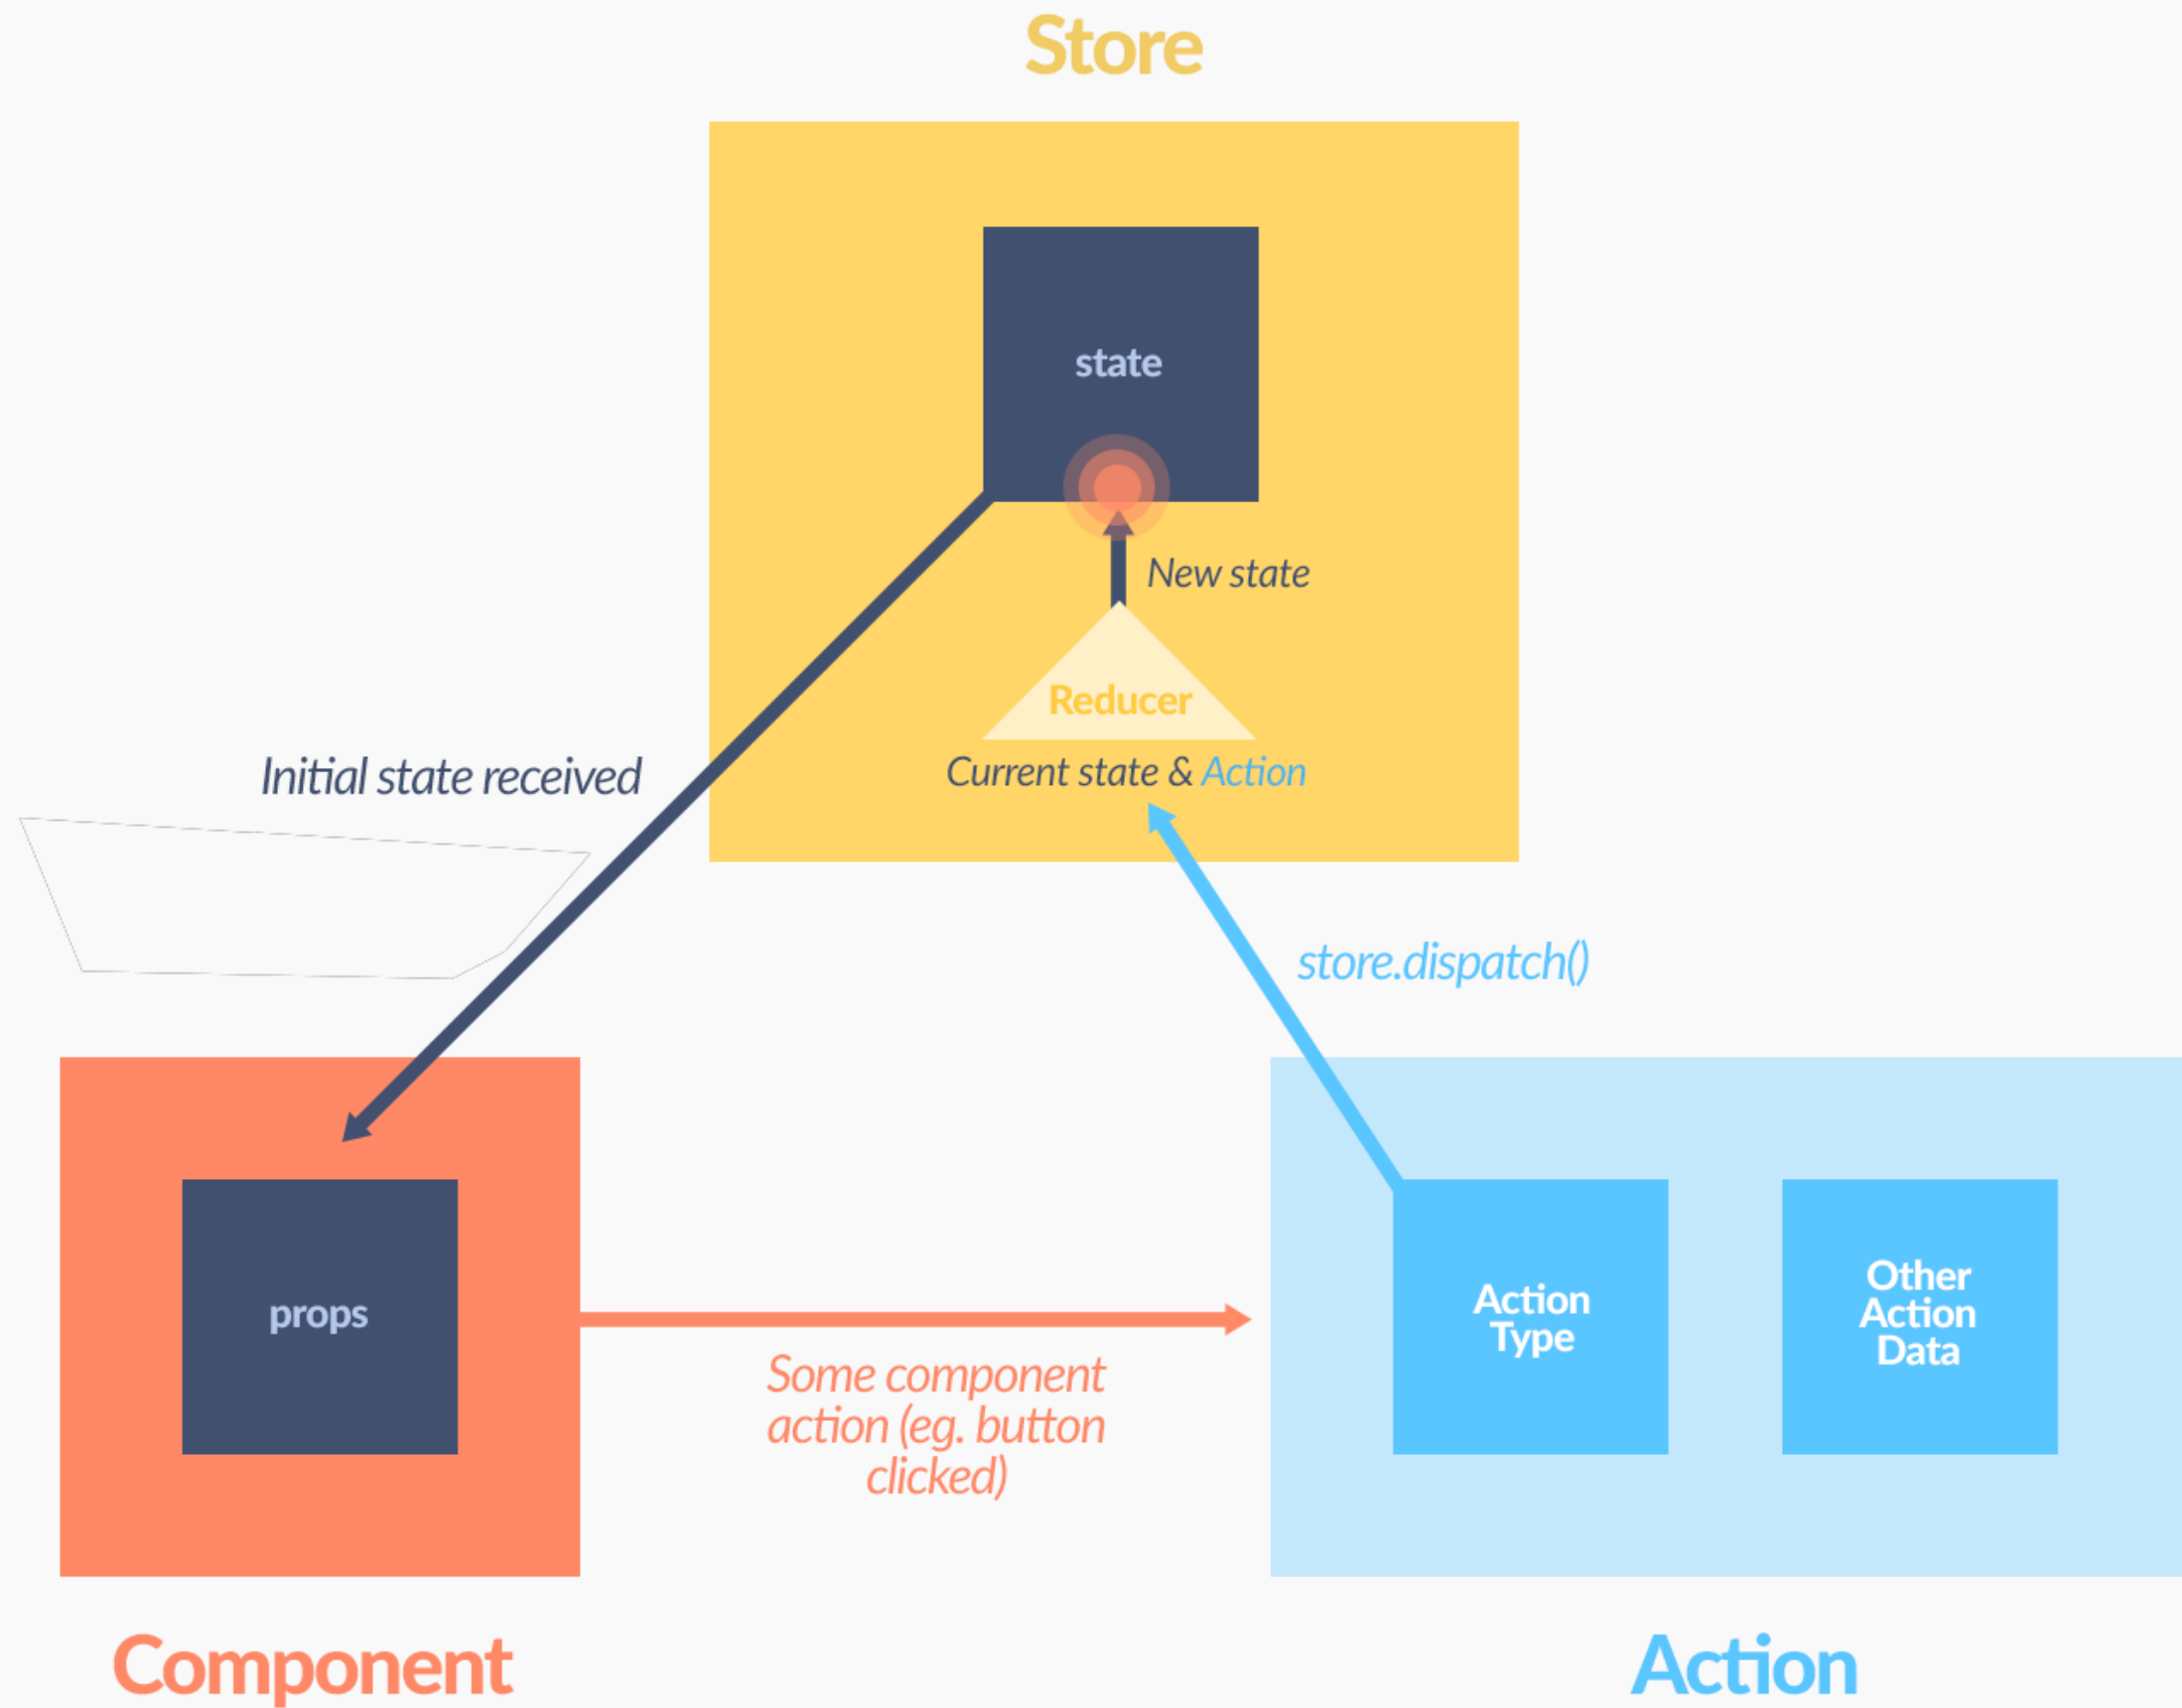 Store
state
New state
Reducer
Current state & Action
Initial state received
store.dispatch()
props
Some component
action (eg. button
clicked)
Action
Type
Other
Action
Data
Component
Action